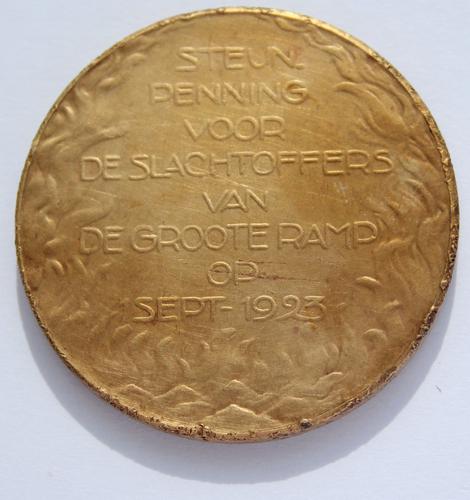 STEUN-
PENNING
VOOR
DE SLACHTOFFERS
VAN
DE GROOTE RAMP
OP
SEPT-1923